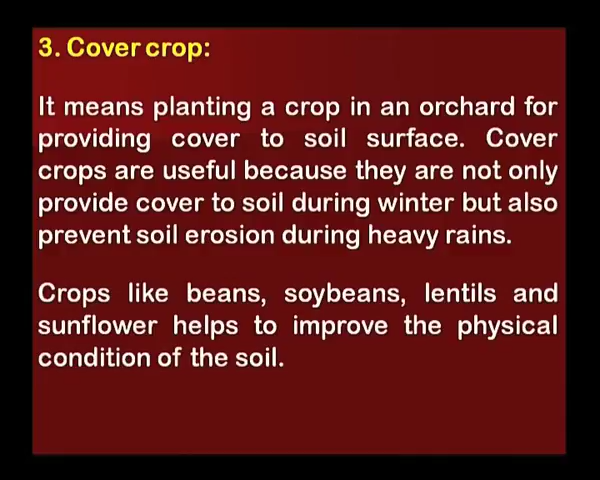 3. Cover crop:
It means planting a crop in an orchard for
providing cover to soil surface. Cover
crops are useful because they are not only
provide cover to soil during winter but also
prevent soil erosion during heavy rains.
Crops like beans, soybeans, lentils and
sunflower helps to improve the physical
condition of the soil.